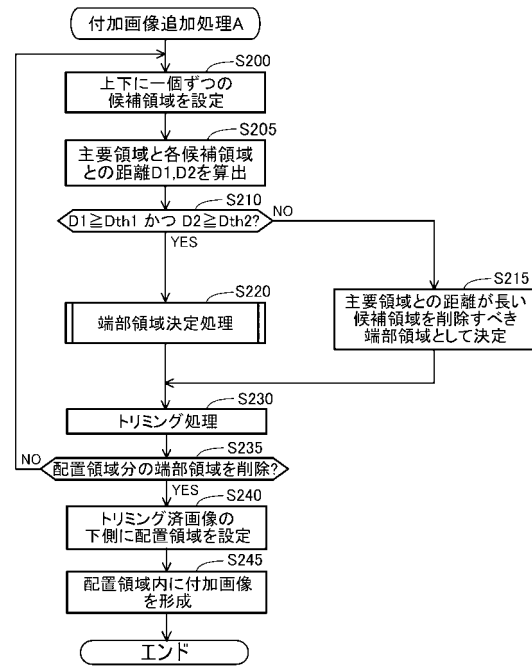 付加画像追加処理A
S200
上下に一個ずつの
候補領域を設定
S205
主要領域と各候補領域
との距離D1,D2を算出
S210
D1≧Dth1 かつ D2≧Dth2?
NO
YES
S215
主要領域との距離が長い
候補領域を削除すべき
端部領域として決定
S220
端部領域決定処理
S230
トリミング処理
S235
NO
配置領域分の端部領域を削除?
YES
S240
トリミング済画像の
下側に配置領域を設定
S245
配置領域内に付加画像
を形成
エンド